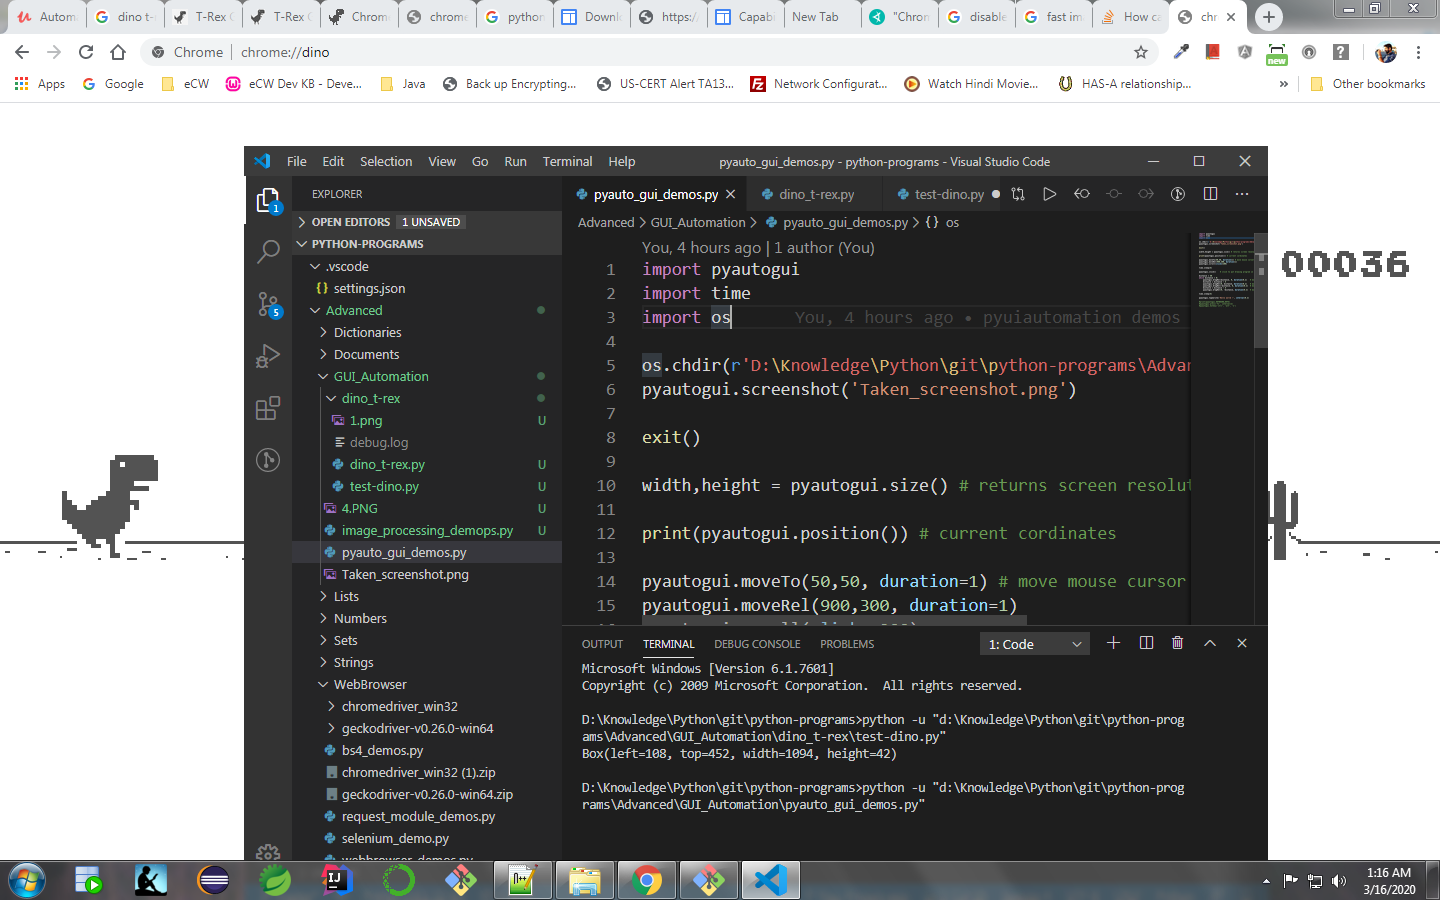 Autom
dino t-
T-Rex G
T-Rex G
Chrom
chrome
python
Downl
https:/
Capabi
New Tab
"Chron
disable
fast im
How ca
chr
Chrome | chrome://dino
new
Apps
Google
eCW
eCW Dev KB - Deve...
Java
Back up Encrypting...
US-CERT Alert TA13...
Network Configurat...
Watch Hindi Movie...
HAS-A relationship...
»
Other bookmarks
File Edit Selection View Go Run Terminal Help
pyauto_gui_demos.py - python-programs - Visual Studio Code
EXPLORER
OPEN EDITORS 1 UNSAVED
PYTHON-PROGRAMS
.vscode
{} settings.json
Advanced
Dictionaries
Documents
GUI_Automation
dino_t-rex
1.png U
debug.log
dino_t-rex.py U
test-dino.py U
4.PNG U
image_processing_demops.py U
pyauto_gui_demos.py
Taken_screenshot.png
Lists
Numbers
Sets
Strings
WebBrowser
chromedriver_win32
geckodriver-v0.26.0-win64
bs4_demos.py
chromedriver_win32 (1).zip
geckodriver-v0.26.0-win64.zip
request_module_demos.py
selenium_demo.py
webbrowser_demos.py
1
5
pyauto_gui_demos.py
dino_t-rex.py
test-dino.py
Advanced > GUI_Automation > pyauto_gui_demos.py > {} os
You, 4 hours ago | 1 author (You)
1 import pyautogui
2 import time
3 import os You, 4 hours ago • pyuiautomation demos
4
5 os.chdir(r'D:\Knowledge\Python\git\python-programs\Advan
6 pyautogui.screenshot('Taken_screenshot.png')
7
8 exit()
9
10 width,height = pyautogui.size() # returns screen resolut
11
12 print(pyautogui.position()) # current cordinates
13
14 pyautogui.moveTo(50,50, duration=1) # move mouse cursor
15 pyautogui.moveRel(900,300, duration=1)
OUTPUT TERMINAL DEBUG CONSOLE PROBLEMS
1: Code
Microsoft Windows [Version 6.1.7601]
Copyright (c) 2009 Microsoft Corporation. All rights reserved.
D:\Knowledge\Python\git\python-programs>python -u "d:\Knowledge\Python\git\python-prog
rams\Advanced\GUI_Automation\dino_t-rex\test-dino.py"
Box(left=108, top=452, width=1094, height=42)
D:\Knowledge\Python\git\python-programs>python -u "d:\Knowledge\Python\git\python-prog
rams\Advanced\GUI_Automation\pyauto_gui_demos.py"
00036
1:16 AM
3/16/2020